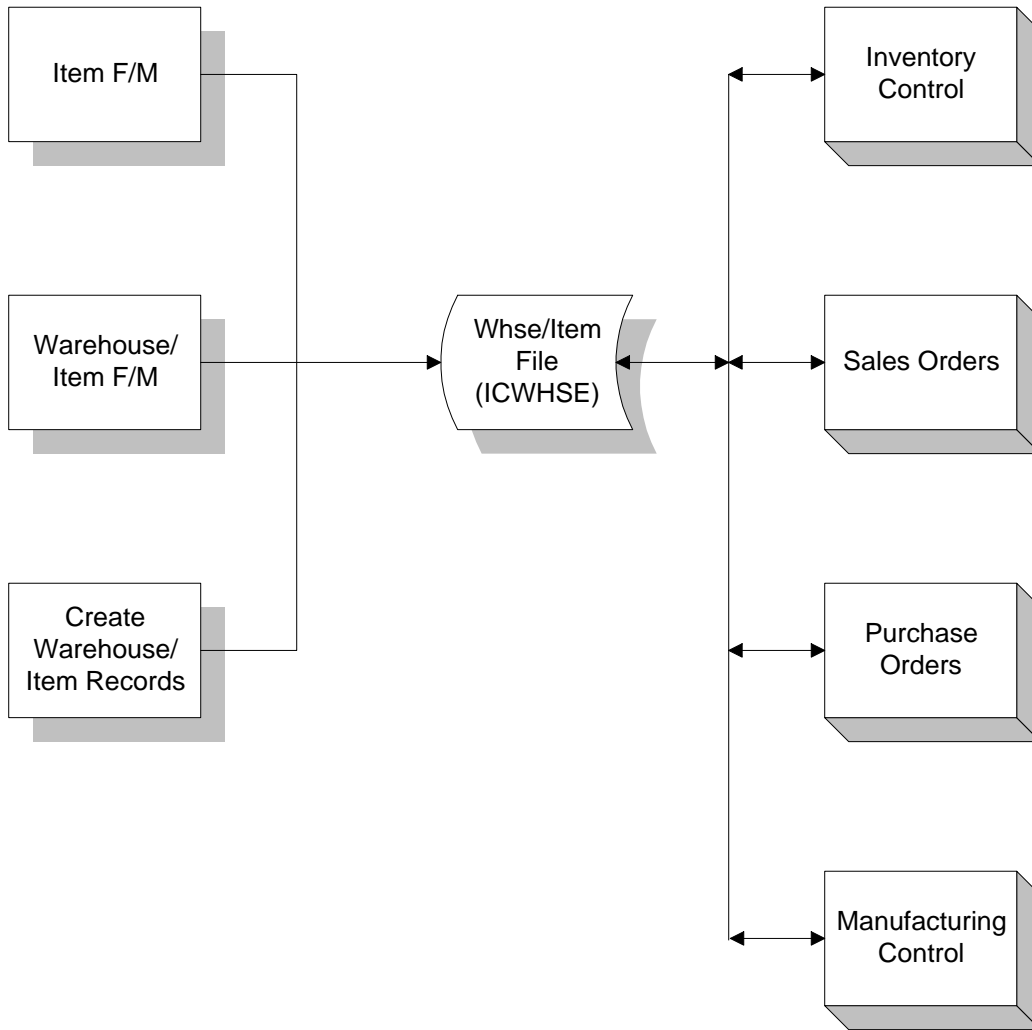 Item F/M
Warehouse/
Item F/M
Create
Warehouse/
Item Records
Whse/Item
File
(ICWHSE)
Inventory
Control
Sales Orders
Purchase
Orders
Manufacturing
Control